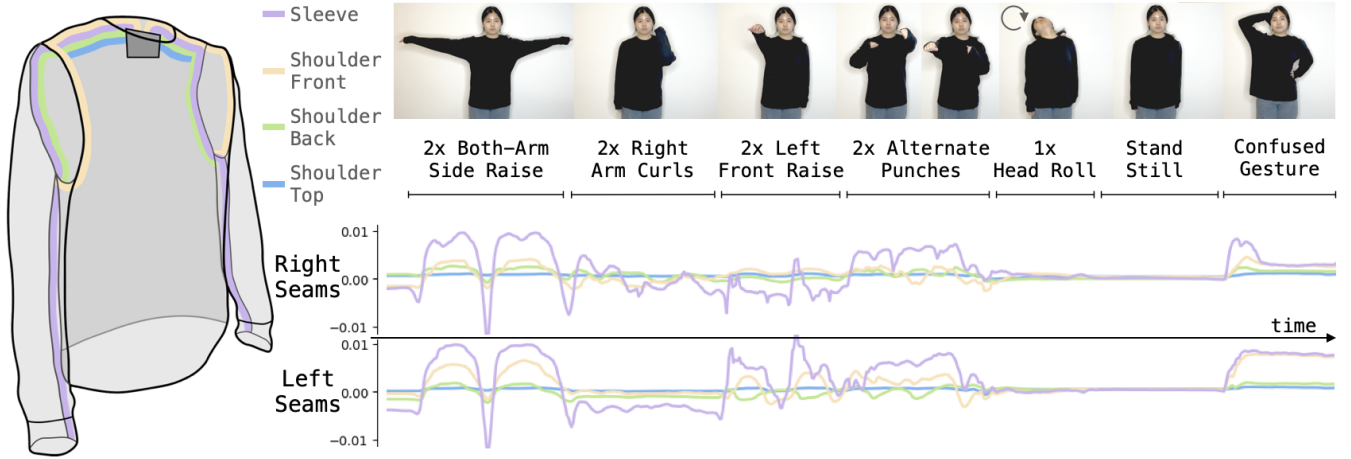 Sleeve
Shoulder
Front
Shoulder
Back
Shoulder
Top
2x Both-Arm
Side Raise
2x Right
Arm Curls
2x Left
Front Raise
2x Alternate
Punches
1x
Head Roll
Stand
Still
Confused
Gesture
Right
Seams
0.01
0.00
−0.01
time
Left
Seams
0.01
0.00
−0.01